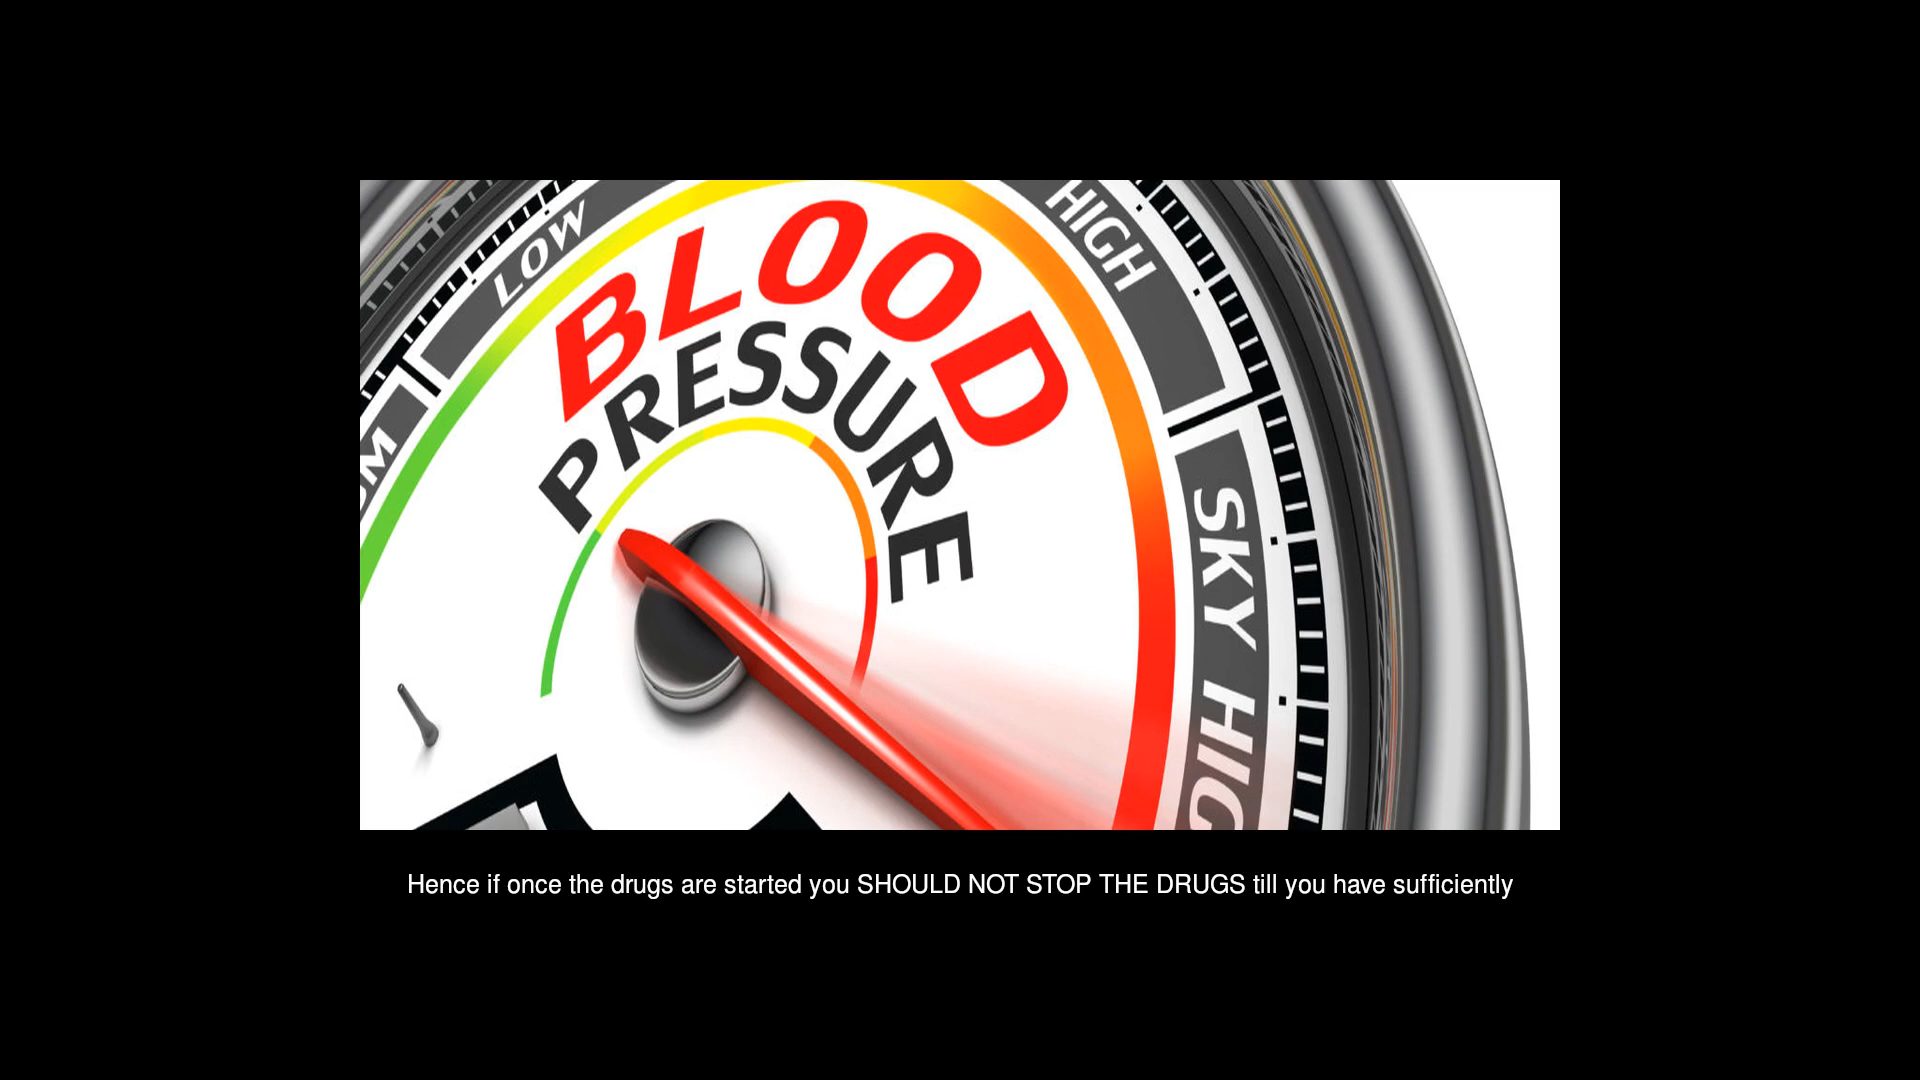 LOW
HIGH
BLOOD
PRESSURE
SKY HIG
UM
Hence if once the drugs are started you SHOULD NOT STOP THE DRUGS till you have sufficiently